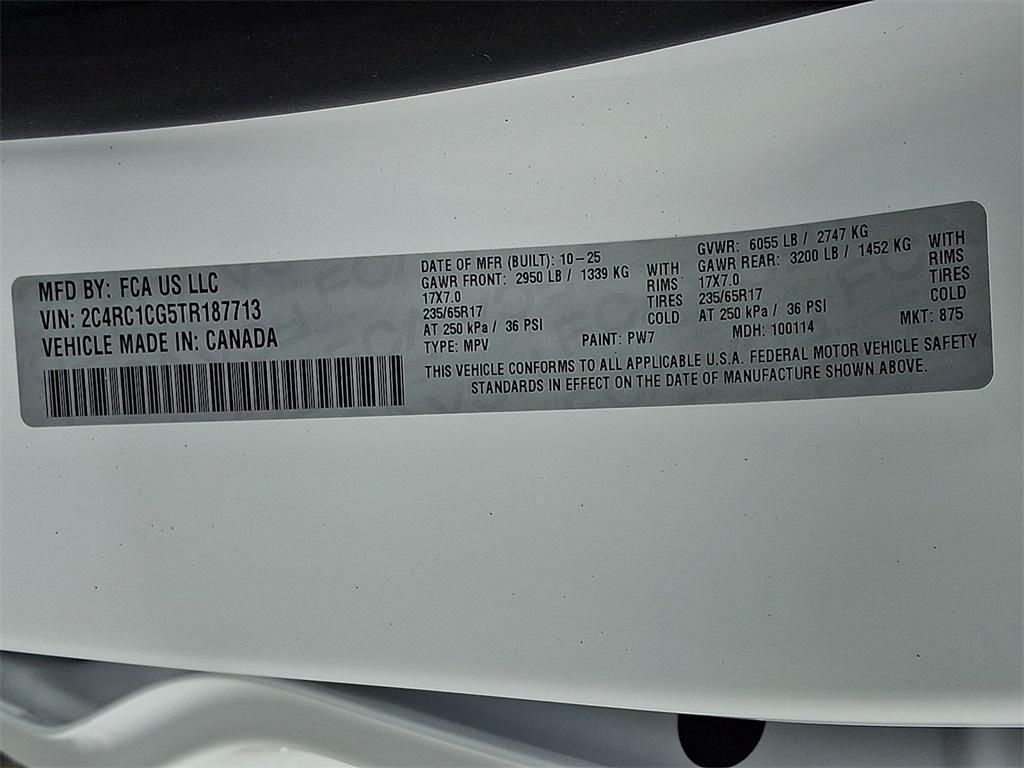 MFD BY: FCA US LLC
VIN: 2C4RC1CG5TR187713
VEHICLE MADE IN: CANADA
DATE OF MFR (BUILT): 10-25
GAWR FRONT: 2950 LB / 1339 KG WITH
17X7.0 RIMS
235/65R17 TIRES
AT 250 kPa / 36 PSI COLD
TYPE: MPV PAINT: PW7
GVWR: 6055 LB / 2747 KG
GAWR REAR: 3200 LB / 1452 KG WITH
17X7.0 RIMS
235/65R17 TIRES
AT 250 kPa / 36 PSI COLD
MDH: 100114 MKT: 875
THIS VEHICLE CONFORMS TO ALL APPLICABLE U.S.A. FEDERAL MOTOR VEHICLE SAFETY
STANDARDS IN EFFECT ON THE DATE OF MANUFACTURE SHOWN ABOVE.